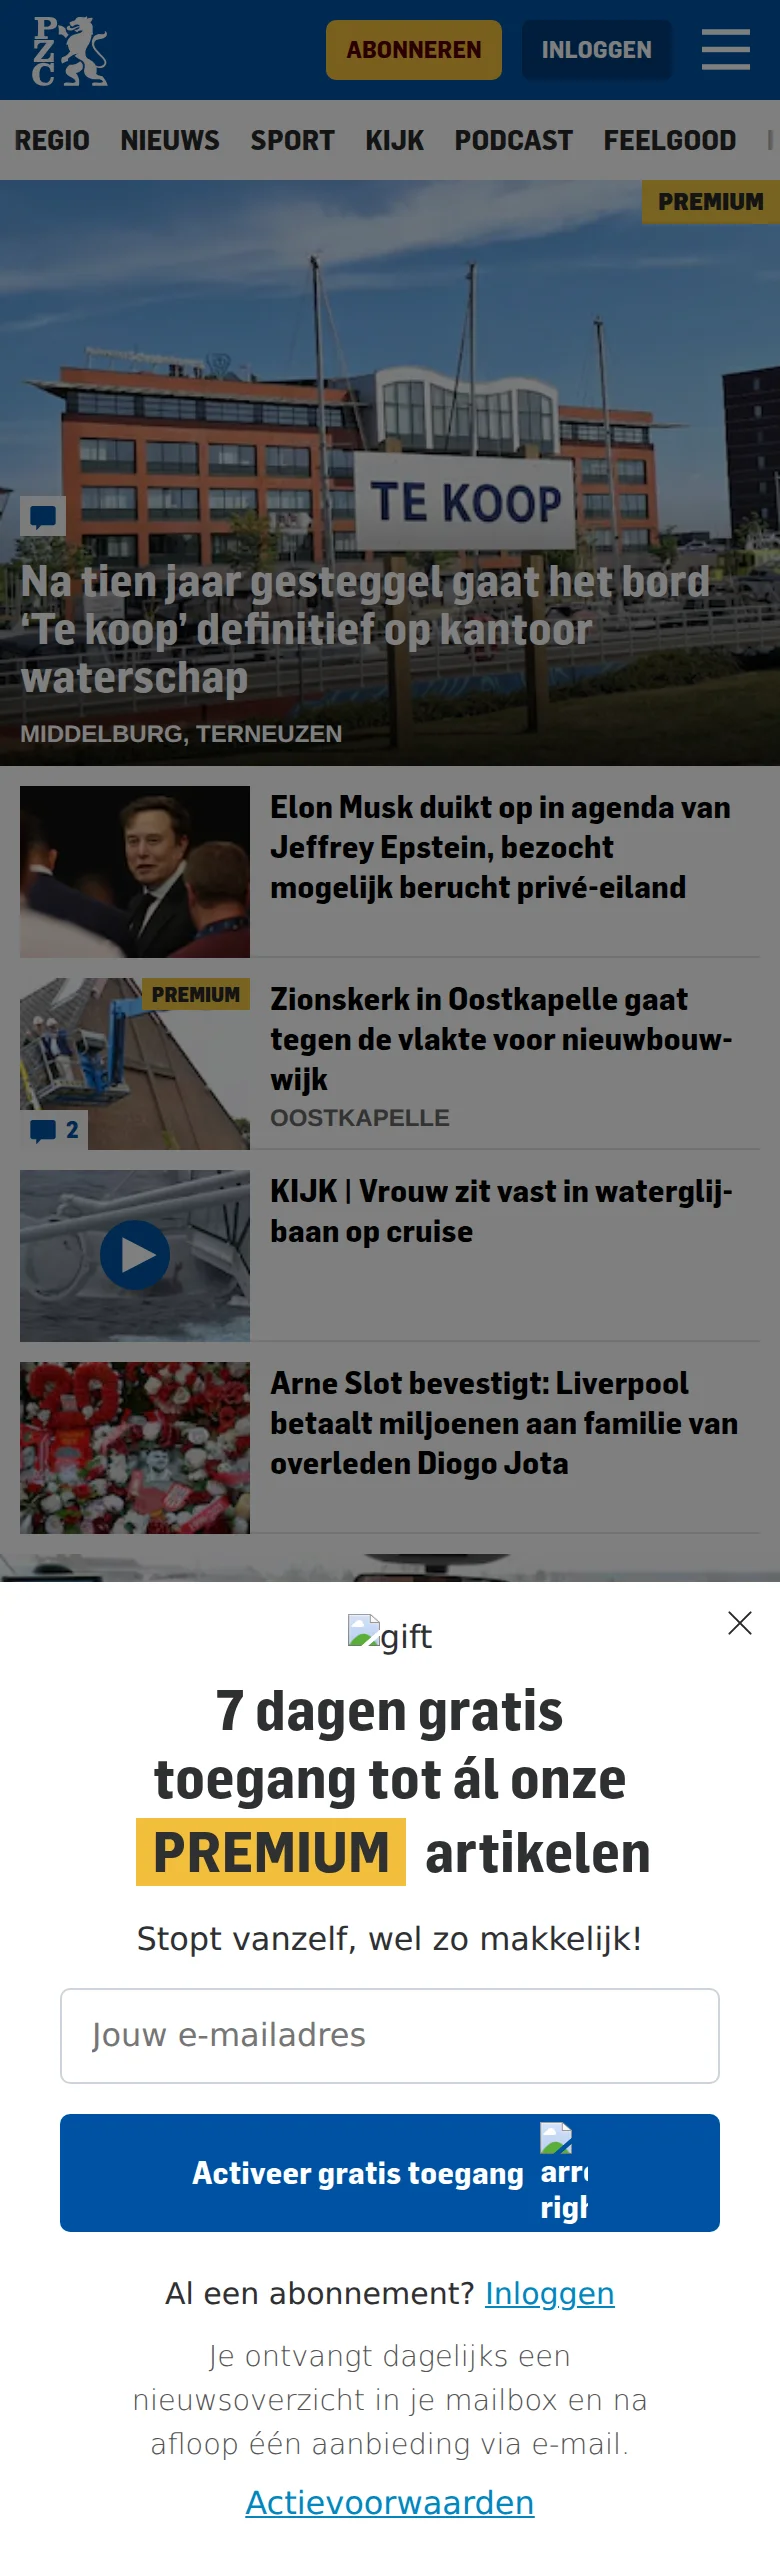 PZC
ABONNEREN
INLOGGEN
REGIO NIEUWS SPORT KIJK PODCAST FEELGOOD
PREMIUM
TE KOOP
Na tien jaar gesteggel gaat het bord
‘Te koop’ definitief op kantoor
waterschap
MIDDELBURG, TERNEUZEN
Elon Musk duikt op in agenda van
Jeffrey Epstein, bezocht
mogelijk berucht privé-eiland
PREMIUM
2
Zionskerk in Oostkapelle gaat
tegen de vlakte voor nieuwbouw-
wijk
OOSTKAPELLE
KIJK | Vrouw zit vast in waterglij-
baan op cruise
Arne Slot bevestigt: Liverpool
betaalt miljoenen aan familie van
overleden Diogo Jota
gift
7 dagen gratis
toegang tot ál onze
PREMIUM artikelen
Stopt vanzelf, wel zo makkelijk!
Jouw e-mailadres
Activeer gratis toegang
Al een abonnement? Inloggen
Je ontvangt dagelijks een
nieuwsoverzicht in je mailbox en na
afloop één aanbieding via e-mail.
Actievoorwaarden